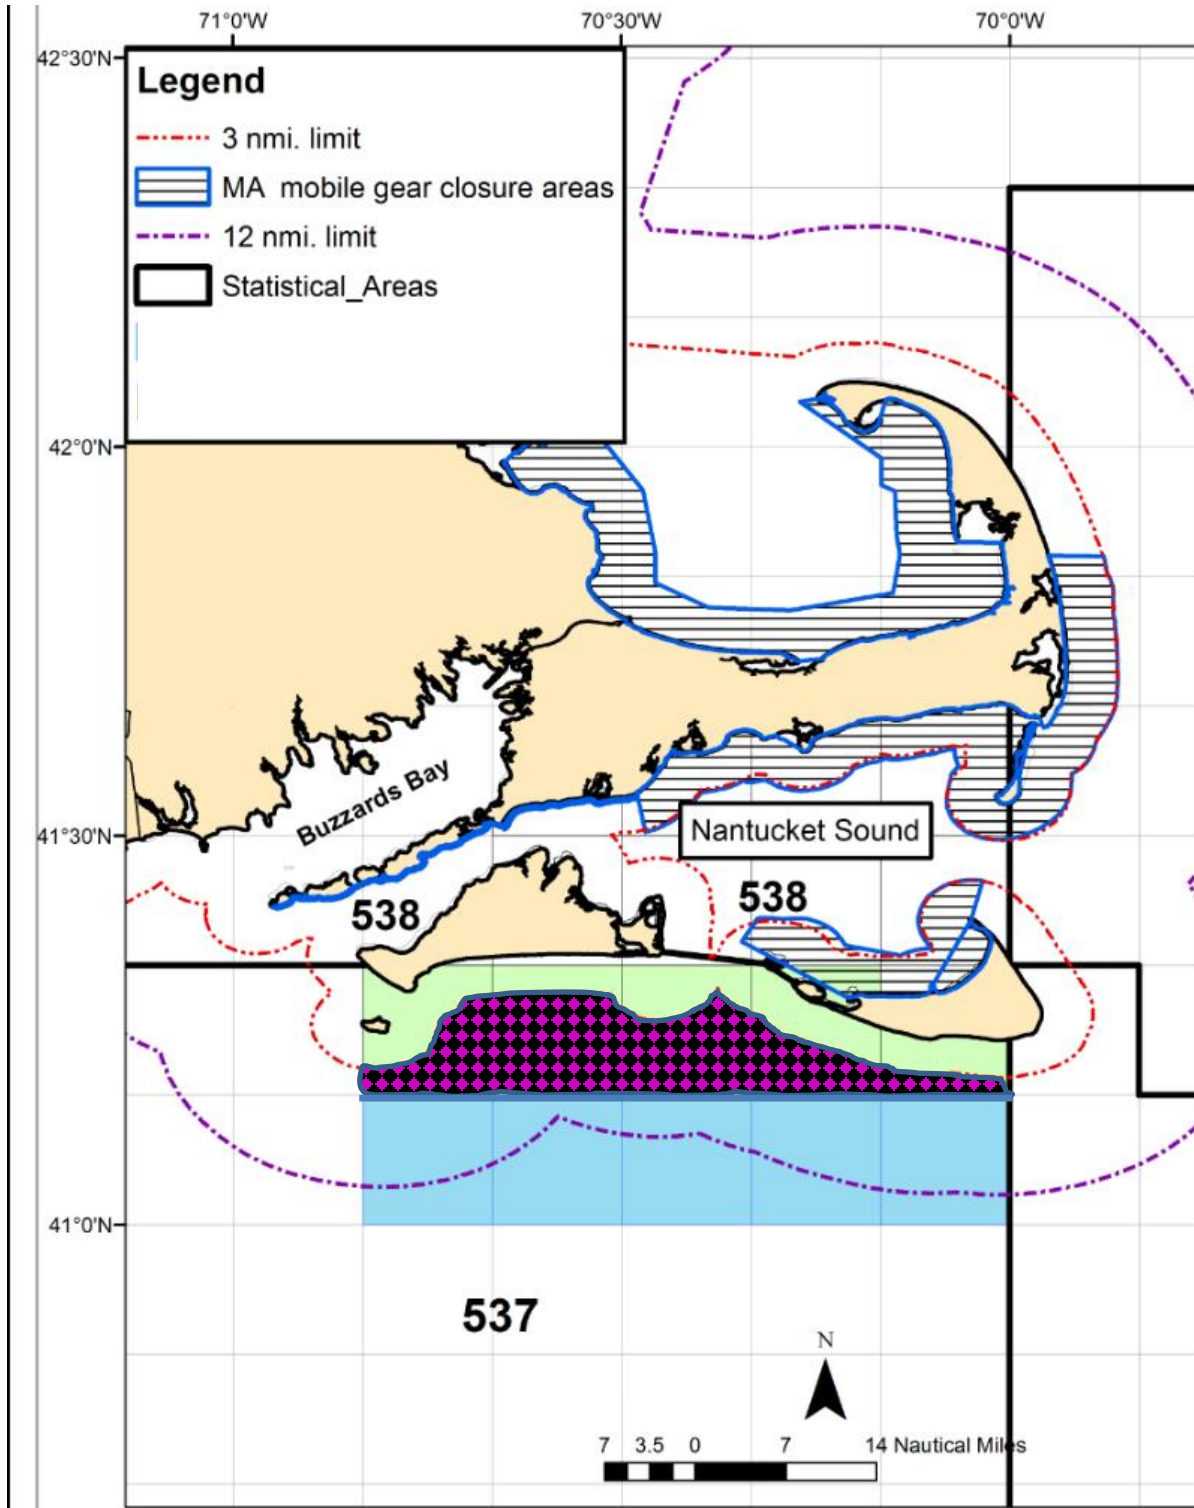 71°0'W
70°30'W
70°0'W
42°30'N
Legend
3 nmi. limit
MA mobile gear closure areas
12 nmi. limit
Statistical_Areas
42°0'N
Buzzards Bay
41°30'N
Nantucket Sound
538
538
41°0'N
537
N
7 3.5 0 7 14 Nautical Miles